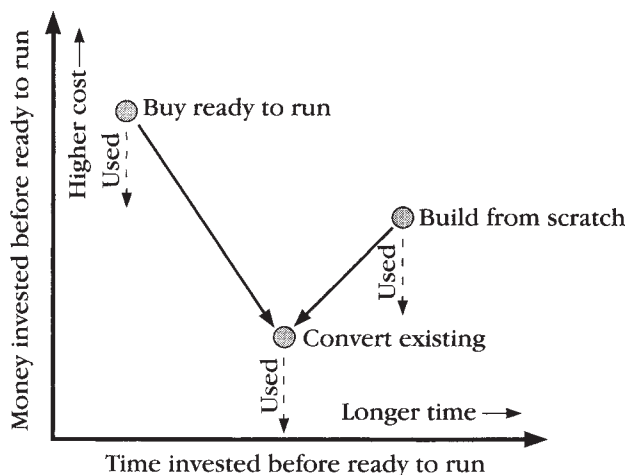 Money invested before ready to run
Higher cost
Buy ready to run
Used
Build from scratch
Used
Convert existing
Used
Longer time
Time invested before ready to run